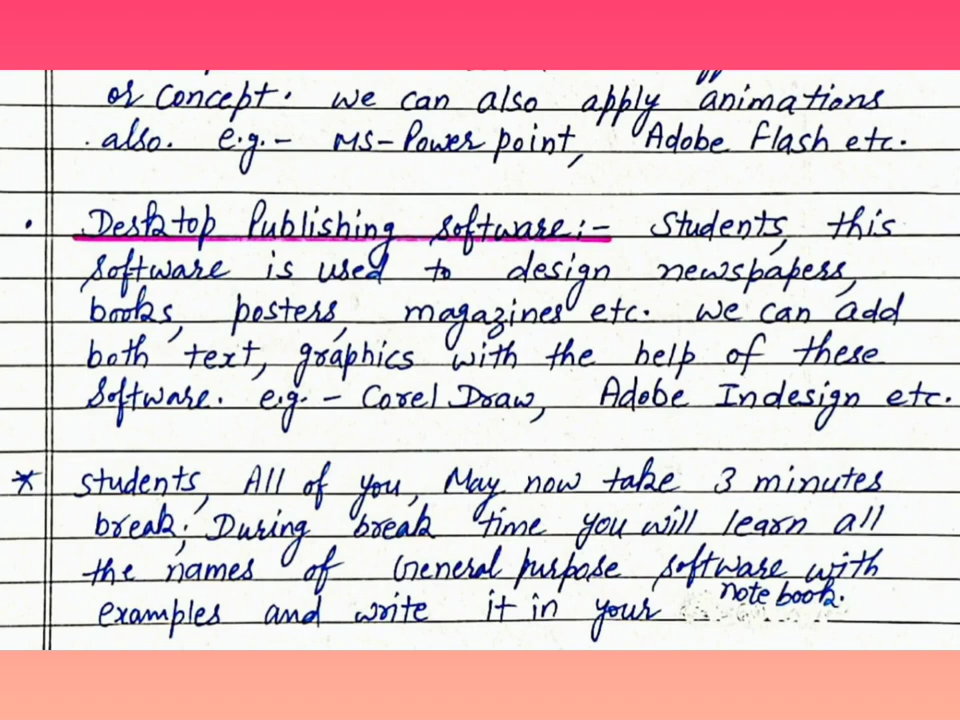 or concept. we can also apply animations
also. e.g.- MS-Power point, Adobe Flash etc.
• Desktop Publishing software:- Students, this
software is used to design newspapers,
books, posters, magazines etc. we can add
both text, graphics with the help of these
software. e.g. - Corel Draw, Adobe Indesign etc.
* students, All of you, May now take 3 minutes
break; During break time you will learn all
the names of General purpose software with
examples and write it in your note book.